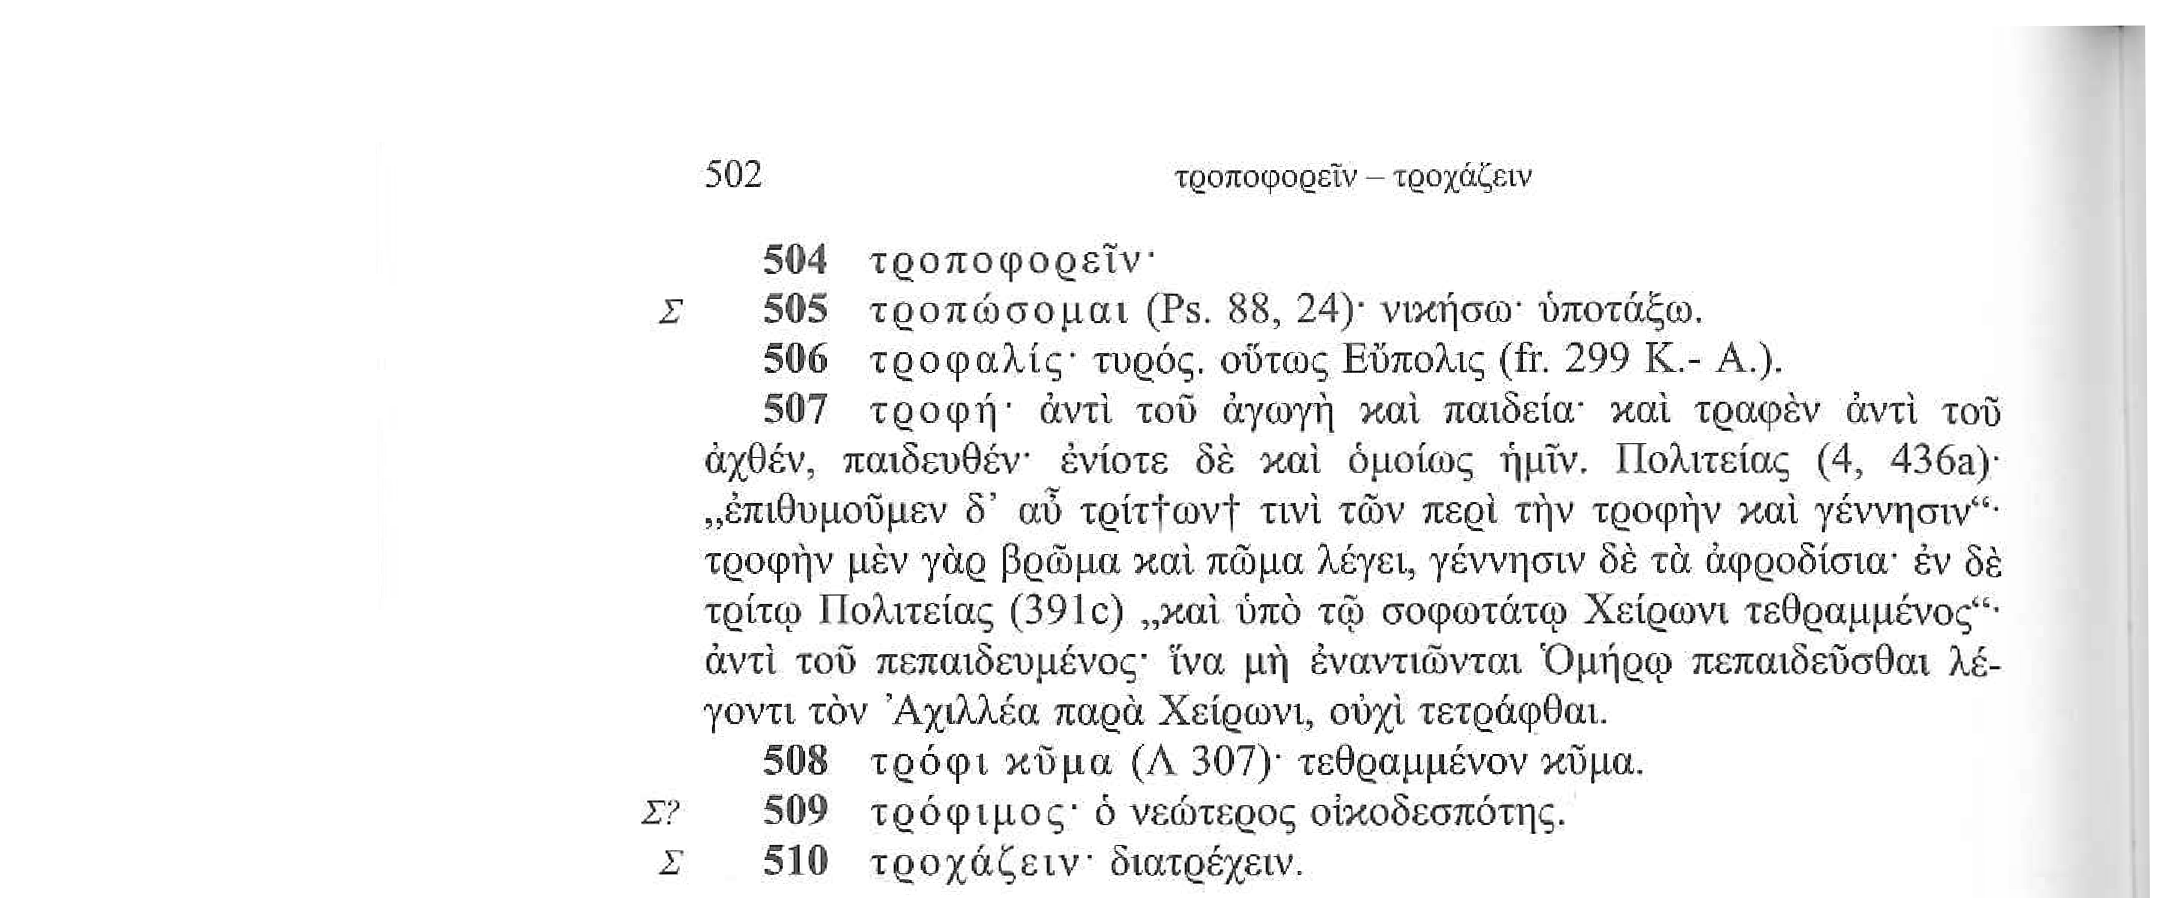 502 τροποφορεῖν – τροχάζειν
504 τροποφορεῖν·
Σ 505 τροπώσομαι (Ps. 88, 24)· νικήσω· ὑποτάξω.
506 τροφαλίς· τυρός. οὕτως Εὔπολις (fr. 299 K.- A.).
507 τροφή· ἀντὶ τοῦ ἀγωγὴ καὶ παιδεία· καὶ τραφὲν ἀντὶ τοῦ
ἀχθέν, παιδευθέν· ἐνίοτε δὲ καὶ ὁμοίως ἡμῖν. Πολιτείας (4, 436a)·
„ἐπιθυμοῦμεν δ’ αὖ τρίτ†ων† τινὶ τῶν περὶ τὴν τροφὴν καὶ γέννησιν“·
τροφὴν μὲν γὰρ βρῶμα καὶ πῶμα λέγει, γέννησιν δὲ τὰ ἀφροδίσια· ἐν δὲ
τρίτῳ Πολιτείας (391c) „καὶ ὑπὸ τῷ σοφωτάτῳ Χείρωνι τεθραμμένος“·
ἀντὶ τοῦ πεπαιδευμένος· ἵνα μὴ ἐναντιῶνται Ὁμήρῳ πεπαιδεῦσθαι λέ-
γοντι τὸν Ἀχιλλέα παρὰ Χείρωνι, οὐχὶ τετράφθαι.
508 τρόφι κῦμα (Λ 307)· τεθραμμένον κῦμα.
Σ? 509 τρόφιμος· ὁ νεώτερος οἰκοδεσπότης.
Σ 510 τροχάζειν· διατρέχειν.